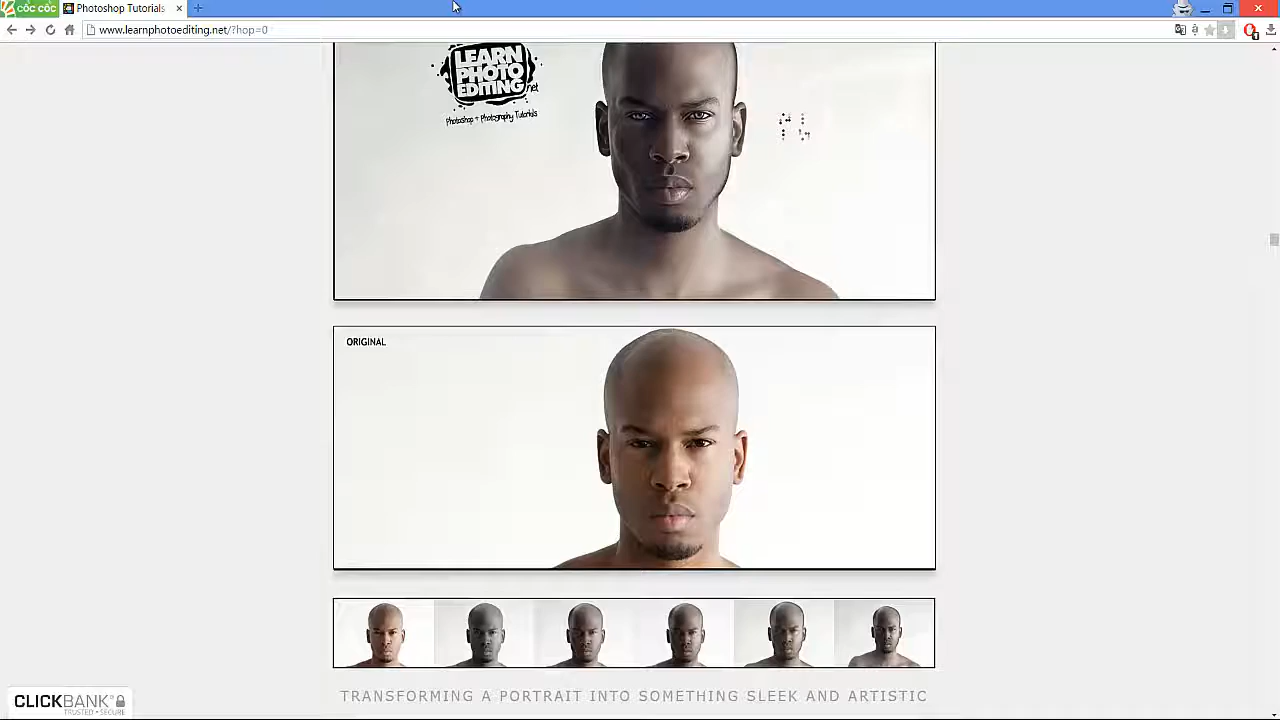 cốc cốc
Photoshop Tutorials
www.learnphotoediting.net/?hop=0
LEARN
PHOTO
EDITING
.net
Photoshop + Photography Tutorials
ORIGINAL
TRANSFORMING A PORTRAIT INTO SOMETHING SLEEK AND ARTISTIC
CLICKBANK
TRUSTED • SECURE